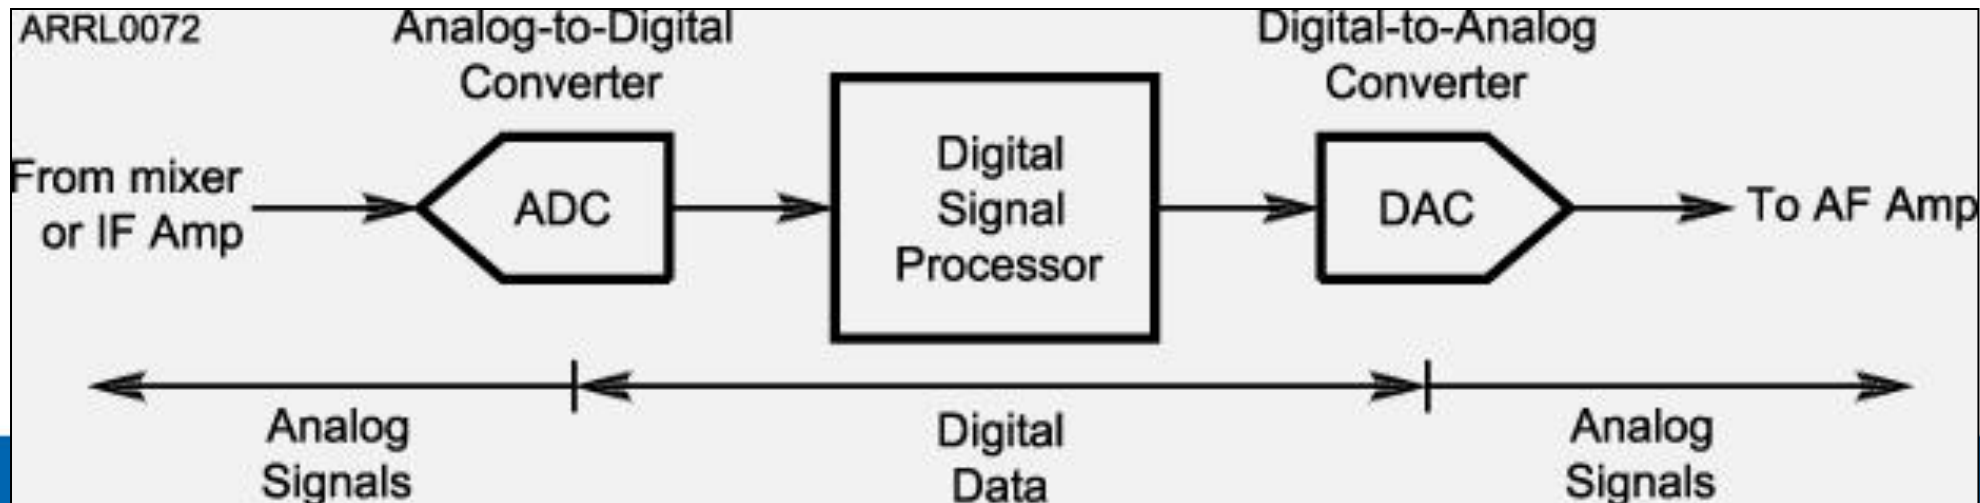 ARRL0072
Analog-to-Digital
Converter
Digital-to-Analog
Converter
From mixer
or IF Amp
ADC
Digital
Signal
Processor
DAC
To AF Amp
Analog
Signals
Digital
Data
Analog
Signals